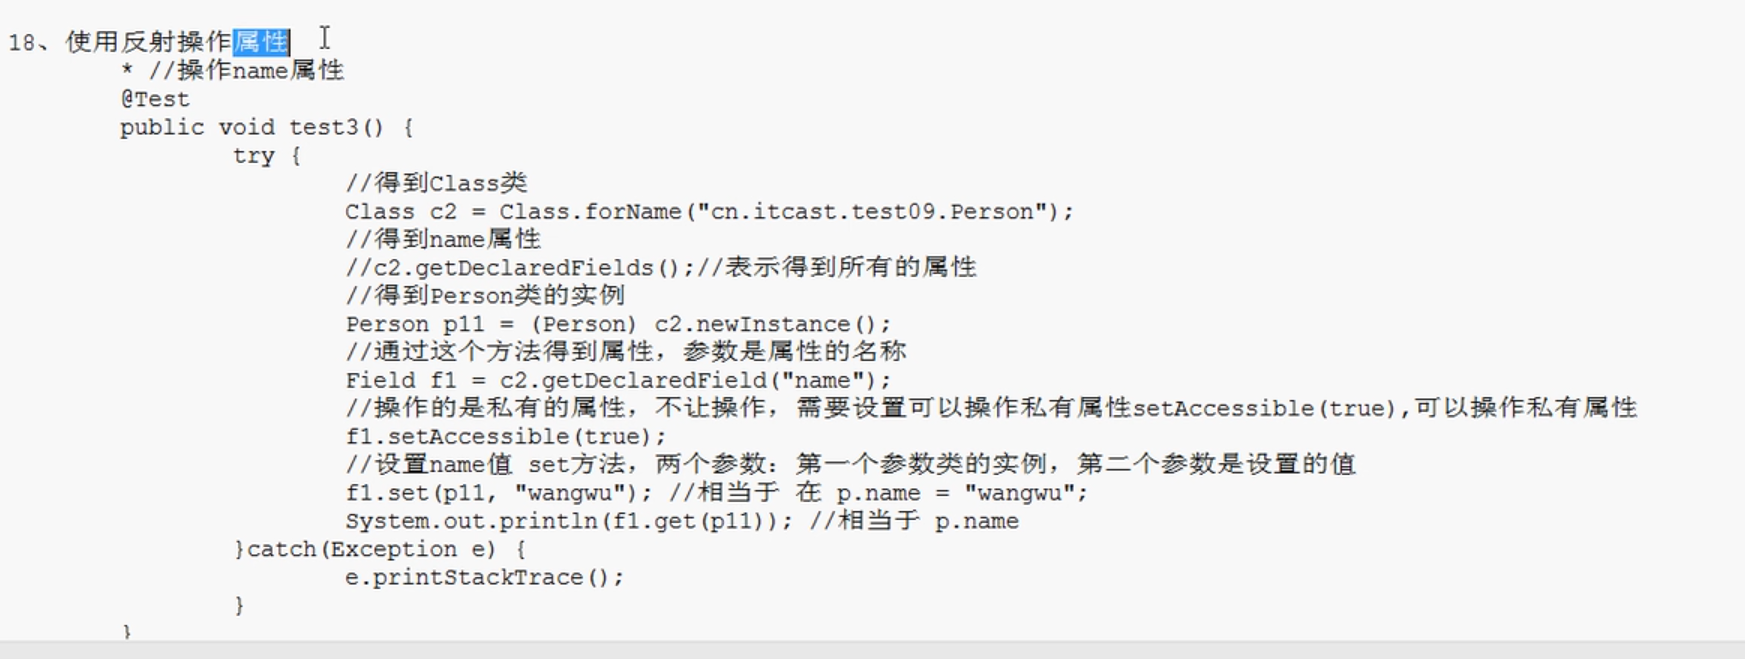 18、使用反射操作属性
* //操作name属性
@Test
public void test3() {
try {
//得到Class类
Class c2 = Class.forName("cn.itcast.test09.Person");
//得到name属性
//c2.getDeclaredFields();//表示得到所有的属性
//得到Person类的实例
Person p11 = (Person) c2.newInstance();
//通过这个方法得到属性，参数是属性的名称
Field f1 = c2.getDeclaredField("name");
//操作的是私有的属性，不让操作，需要设置可以操作私有属性setAccessible(true),可以操作私有属性
f1.setAccessible(true);
//设置name值 set方法，两个参数：第一个参数类的实例，第二个参数是设置的值
f1.set(p11, "wangwu"); //相当于 在 p.name = "wangwu";
System.out.println(f1.get(p11)); //相当于 p.name
}catch(Exception e) {
e.printStackTrace();
}
}